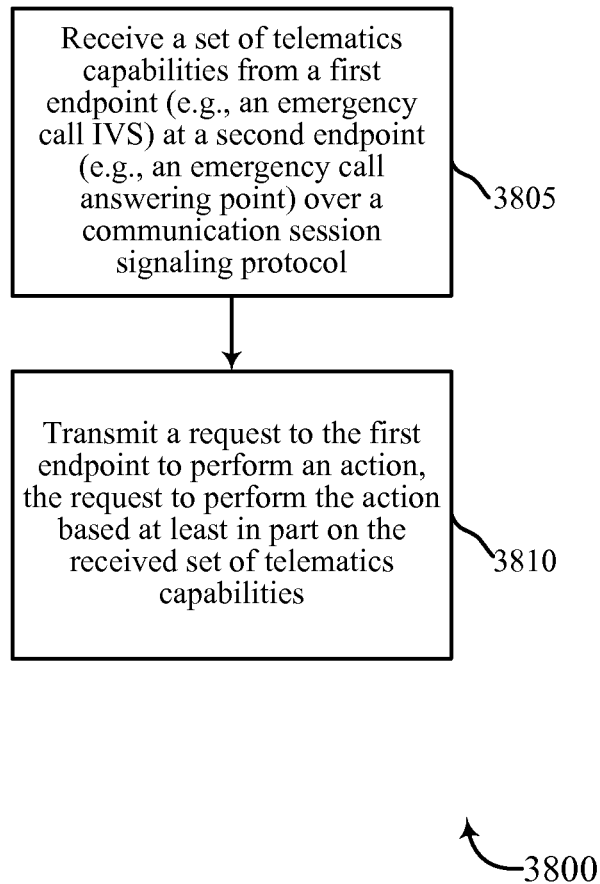 Receive a set of telematics
capabilities from a first
endpoint (e.g., an emergency
call IVS) at a second endpoint
(e.g., an emergency call
answering point) over a
communication session
signaling protocol
3805
Transmit a request to the first
endpoint to perform an action,
the request to perform the action
based at least in part on the
received set of telematics
capabilities
3810
3800